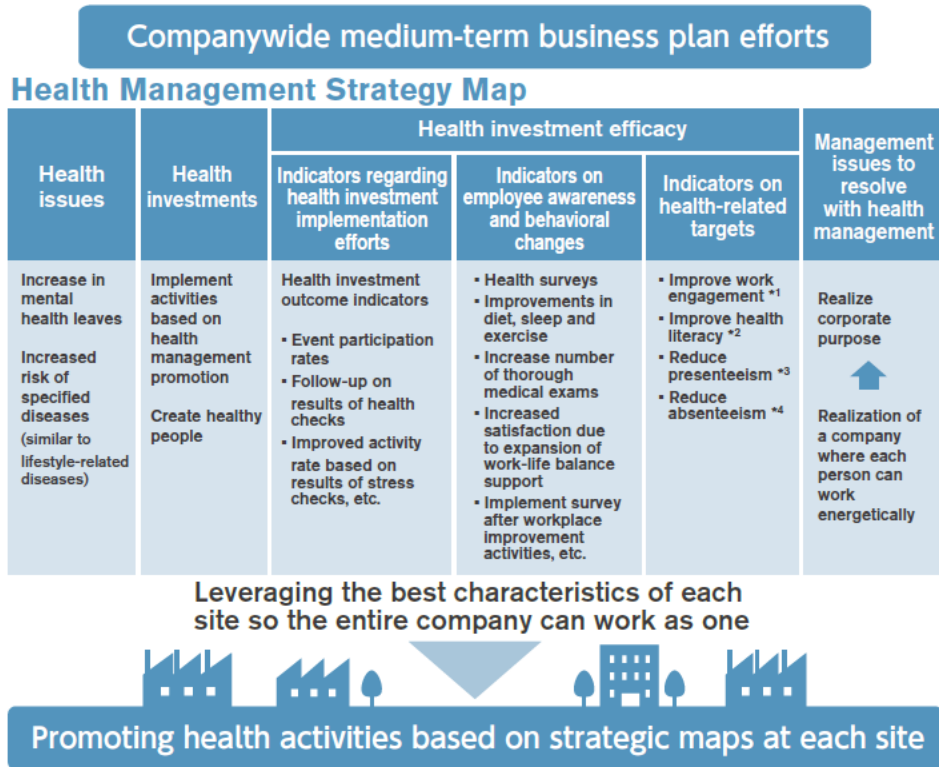 Companywide medium-term business plan efforts
Health Management Strategy Map
Health
issues
Health
investments
Health investment efficacy
Indicators regarding
health investment
implementation
efforts
Indicators on
employee awareness
and behavioral
changes
Indicators on
health-related
targets
Management
issues to
resolve
with health
management
Increase in
mental
health leaves
Increased
risk of
specified
diseases
(similar to
lifestyle-related
diseases)
Implement
activities
based on
health
management
promotion
Create healthy
people
Health investment
outcome indicators
▪ Event participation
rates
▪ Follow-up on
results of health
checks
▪ Improved activity
rate based on
results of stress
checks, etc.
▪ Health surveys
▪ Improvements in
diet, sleep and
exercise
▪ Increase number
of thorough
medical exams
▪ Increased
satisfaction due
to expansion of
work-life balance
support
▪ Implement survey
after workplace
improvement
activities, etc.
▪ Improve work
engagement *1
▪ Improve health
literacy *2
▪ Reduce
presenteeism *3
▪ Reduce
absenteeism *4
Realize
corporate
purpose
Realization of
a company
where each
person can
work
energetically
Leveraging the best characteristics of each
site so the entire company can work as one
Promoting health activities based on strategic maps at each site